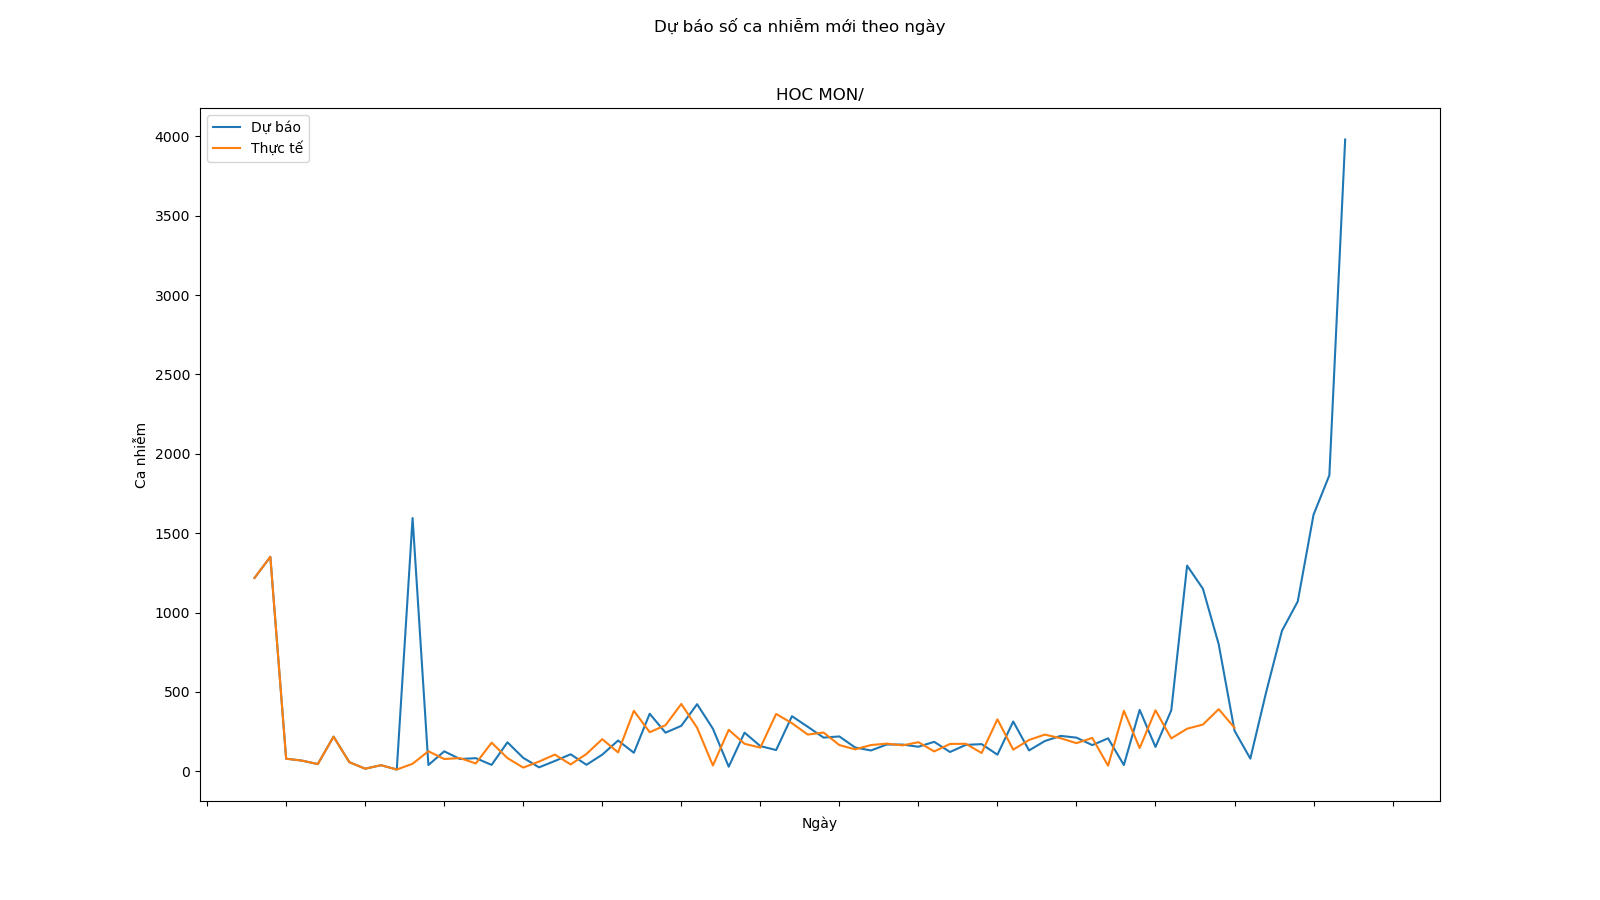 Dự báo số ca nhiễm mới theo ngày
HOC MON/
Dự báo
Thực tế
4000
3500
3000
2500
2000
1500
1000
500
0
Ca nhiễm
Ngày